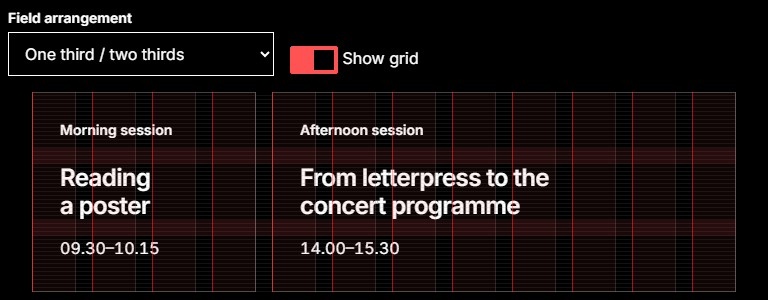 Field arrangement
One third / two thirds
Show grid
Morning session
Reading
a poster
09.30–10.15
Afternoon session
From letterpress to the
concert programme
14.00–15.30